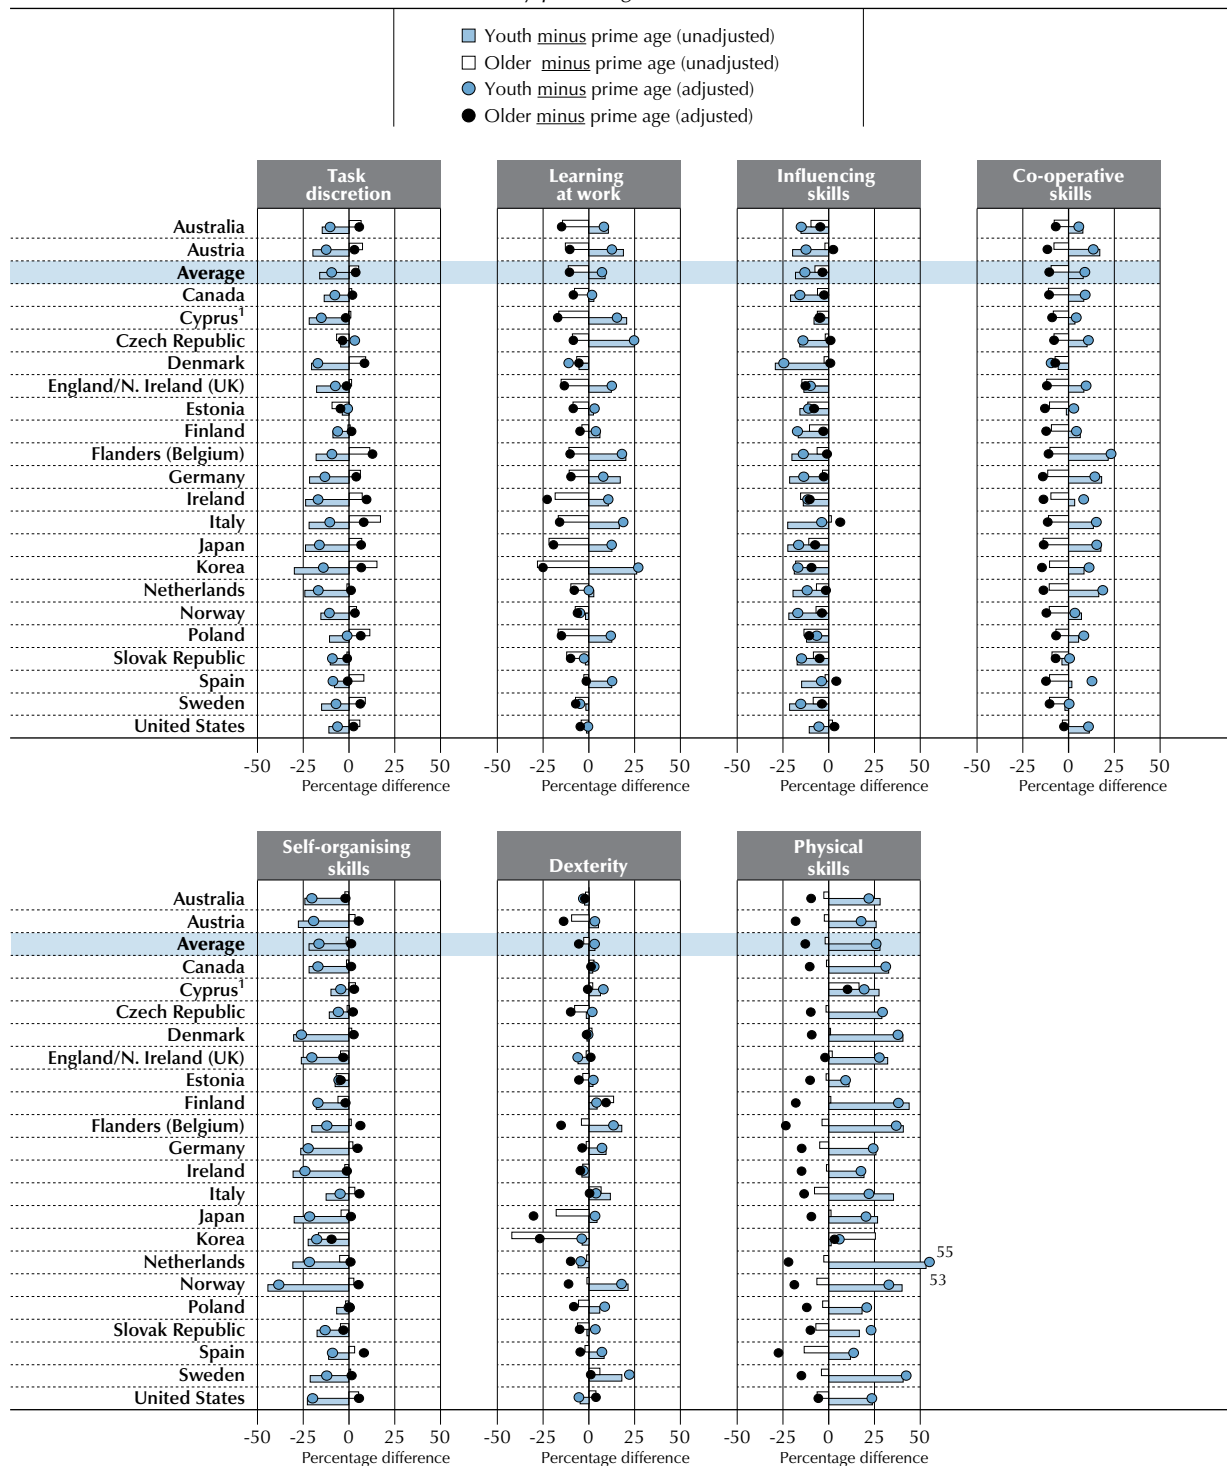 Youth minus prime age (unadjusted)
Older minus prime age (unadjusted)
Youth minus prime age (adjusted)
Older minus prime age (adjusted)
Task
discretion
Learning
at work
Influencing
skills
Co-operative
skills
Australia
Austria
Average
Canada
Cyprus1
Czech Republic
Denmark
England/N. Ireland (UK)
Estonia
Finland
Flanders (Belgium)
Germany
Ireland
Italy
Japan
Korea
Netherlands
Norway
Poland
Slovak Republic
Spain
Sweden
United States
-50 -25 0 25 50 -50 -25 0 25 50 -50 -25 0 25 50 -50 -25 0 25 50
Percentage difference Percentage difference Percentage difference Percentage difference
Self-organising
skills
Dexterity
Physical
skills
Australia
Austria
Average
Canada
Cyprus1
Czech Republic
Denmark
England/N. Ireland (UK)
Estonia
Finland
Flanders (Belgium)
Germany
Ireland
Italy
Japan
Korea
Netherlands 55
Norway 53
Poland
Slovak Republic
Spain
Sweden
United States
-50 -25 0 25 50 -50 -25 0 25 50 -50 -25 0 25 50
Percentage difference Percentage difference Percentage difference